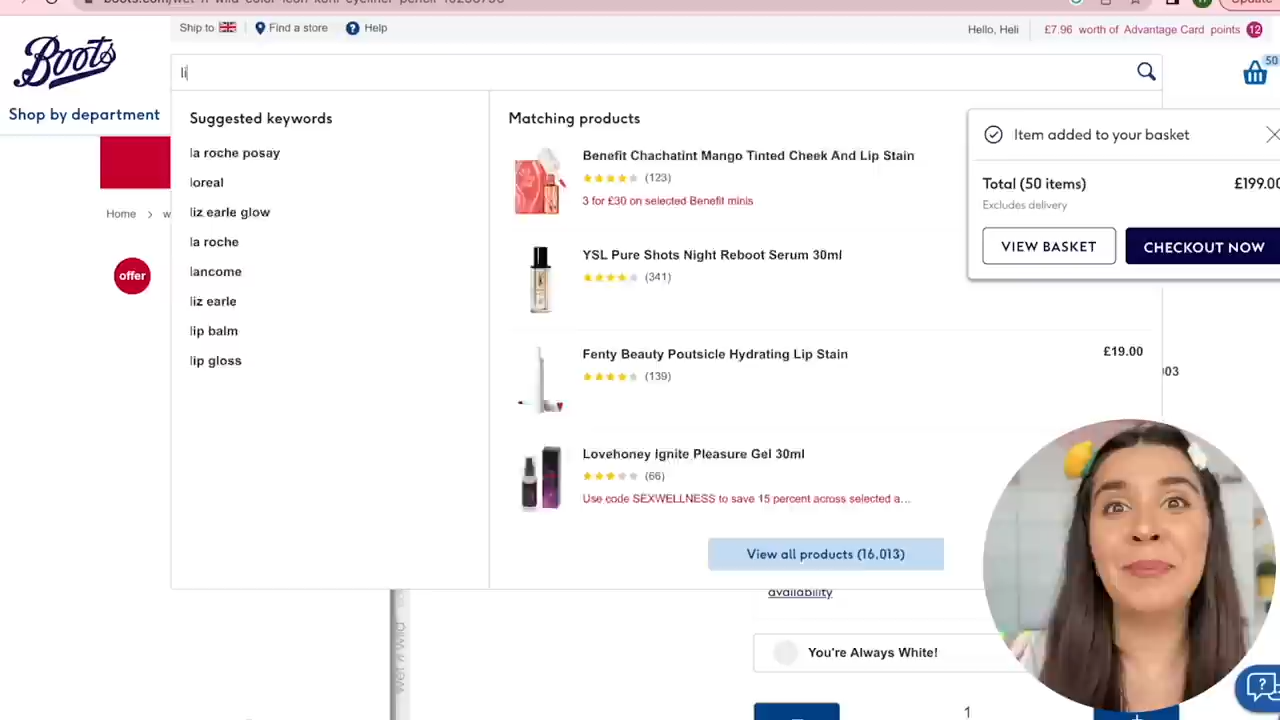 Ship to
Find a store
Help
Hello, Heli
£7.96 worth of Advantage Card points
12
Boots
li
50
Shop by department
Suggested keywords
la roche posay
loreal
liz earle glow
la roche
lancome
liz earle
lip balm
lip gloss
Matching products
Benefit Chachatint Mango Tinted Cheek And Lip Stain
(123)
3 for £30 on selected Benefit minis
YSL Pure Shots Night Reboot Serum 30ml
(341)
Fenty Beauty Poutsicle Hydrating Lip Stain
£19.00
(139)
Lovehoney Ignite Pleasure Gel 30ml
(66)
Use code SEXWELLNESS to save 15 percent across selected a...
View all products (16,013)
Item added to your basket
Total (50 items)
£199.00
Excludes delivery
VIEW BASKET
CHECKOUT NOW
Home > w
offer
003
availability
You're Always White!
wet n wild
1